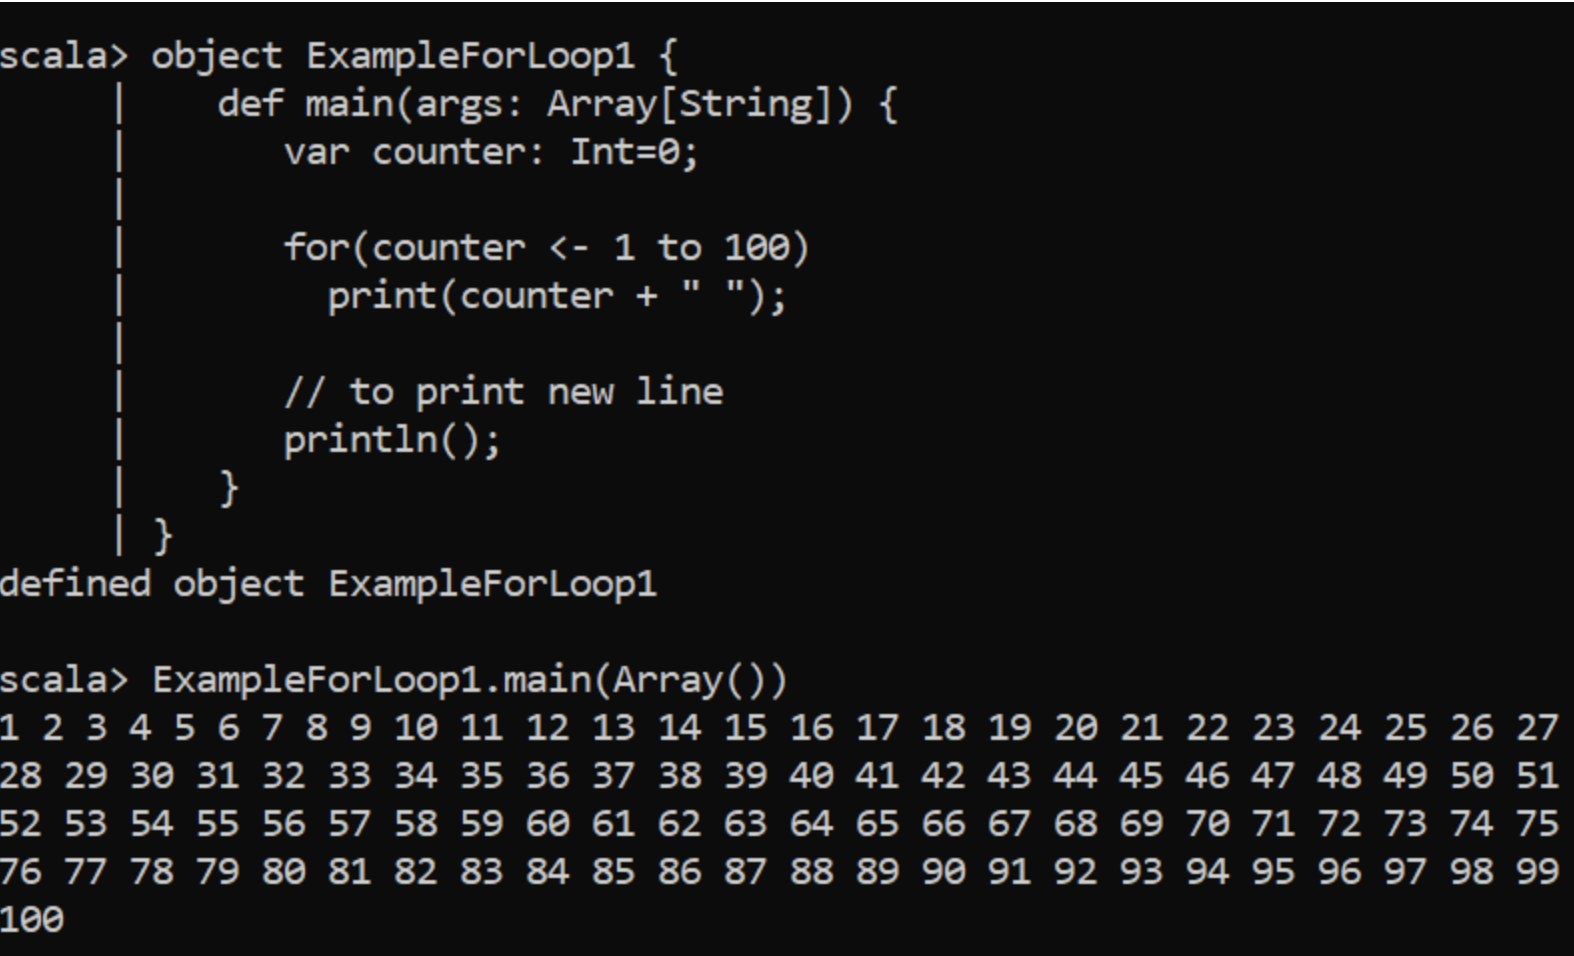 scala> object ExampleForLoop1 {
     |    def main(args: Array[String]) {
     |       var counter: Int=0;
     |
     |       for(counter <- 1 to 100)
     |         print(counter + " ");
     |
     |       // to print new line
     |       println();
     |    }
     | }
defined object ExampleForLoop1

scala> ExampleForLoop1.main(Array())
1 2 3 4 5 6 7 8 9 10 11 12 13 14 15 16 17 18 19 20 21 22 23 24 25 26 27
28 29 30 31 32 33 34 35 36 37 38 39 40 41 42 43 44 45 46 47 48 49 50 51
52 53 54 55 56 57 58 59 60 61 62 63 64 65 66 67 68 69 70 71 72 73 74 75
76 77 78 79 80 81 82 83 84 85 86 87 88 89 90 91 92 93 94 95 96 97 98 99
100